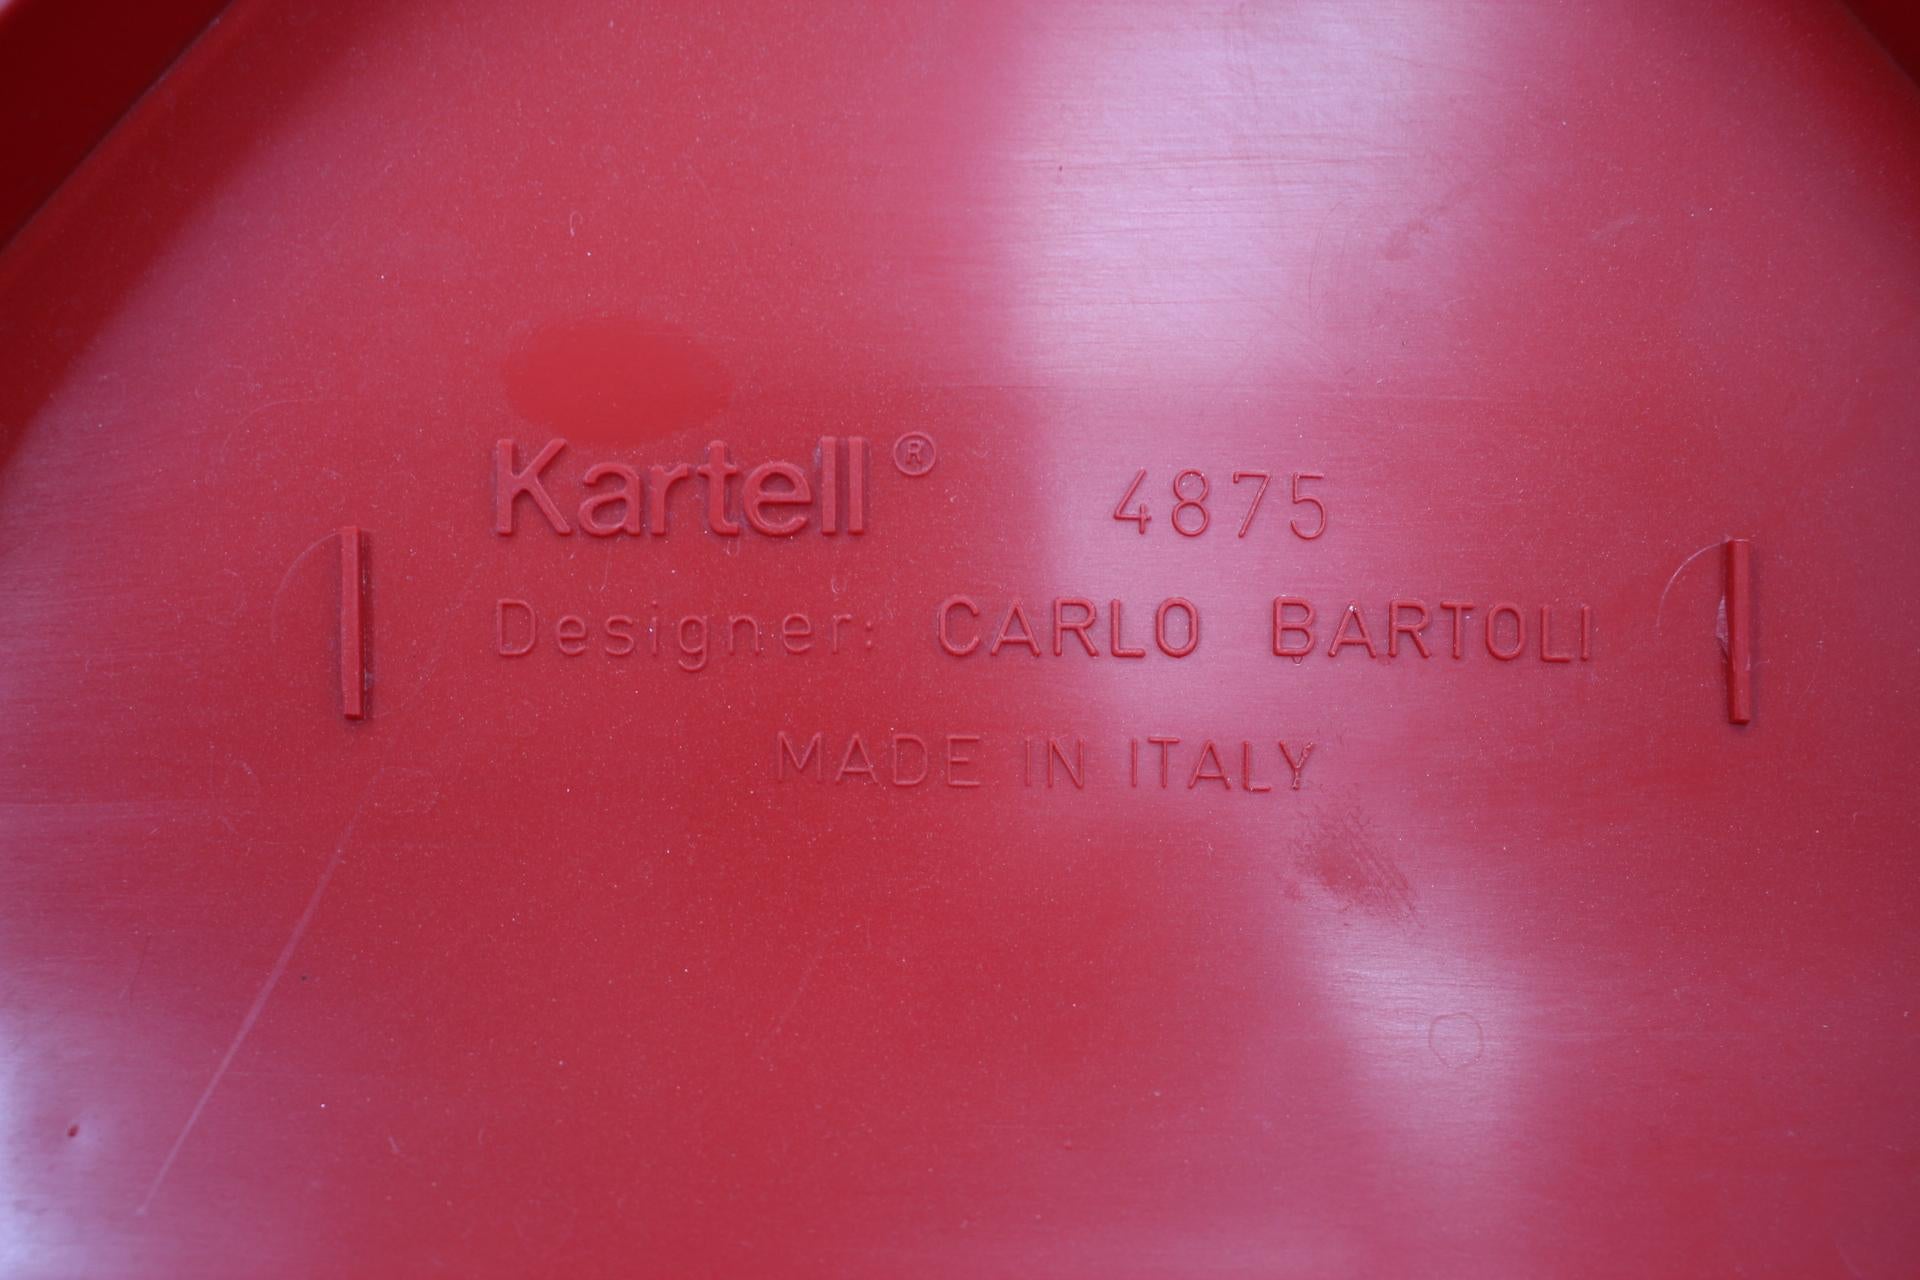 Kartell® 4875
Designer: CARLO BARTOLI
MADE IN ITALY